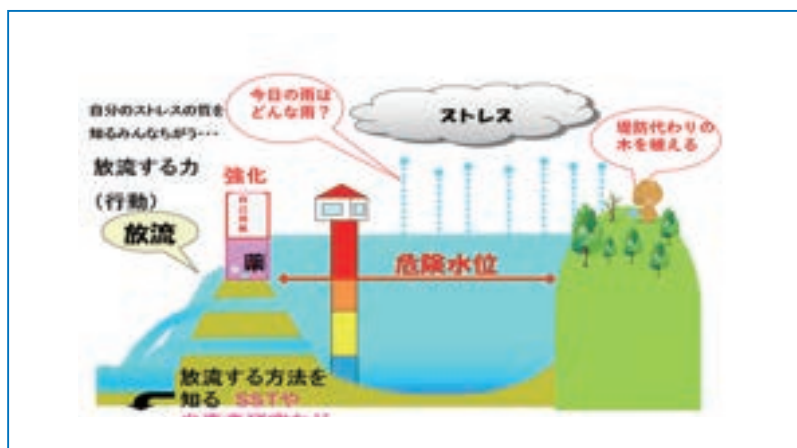 自分のストレスの質を
知るみんなちがう・・・
放流する力
（行動）
放流
強化
薬
今日の雨は
どんな雨？
ストレス
堤防代わりの
木を植える
危険水位
放流する方法を
知る SSTや